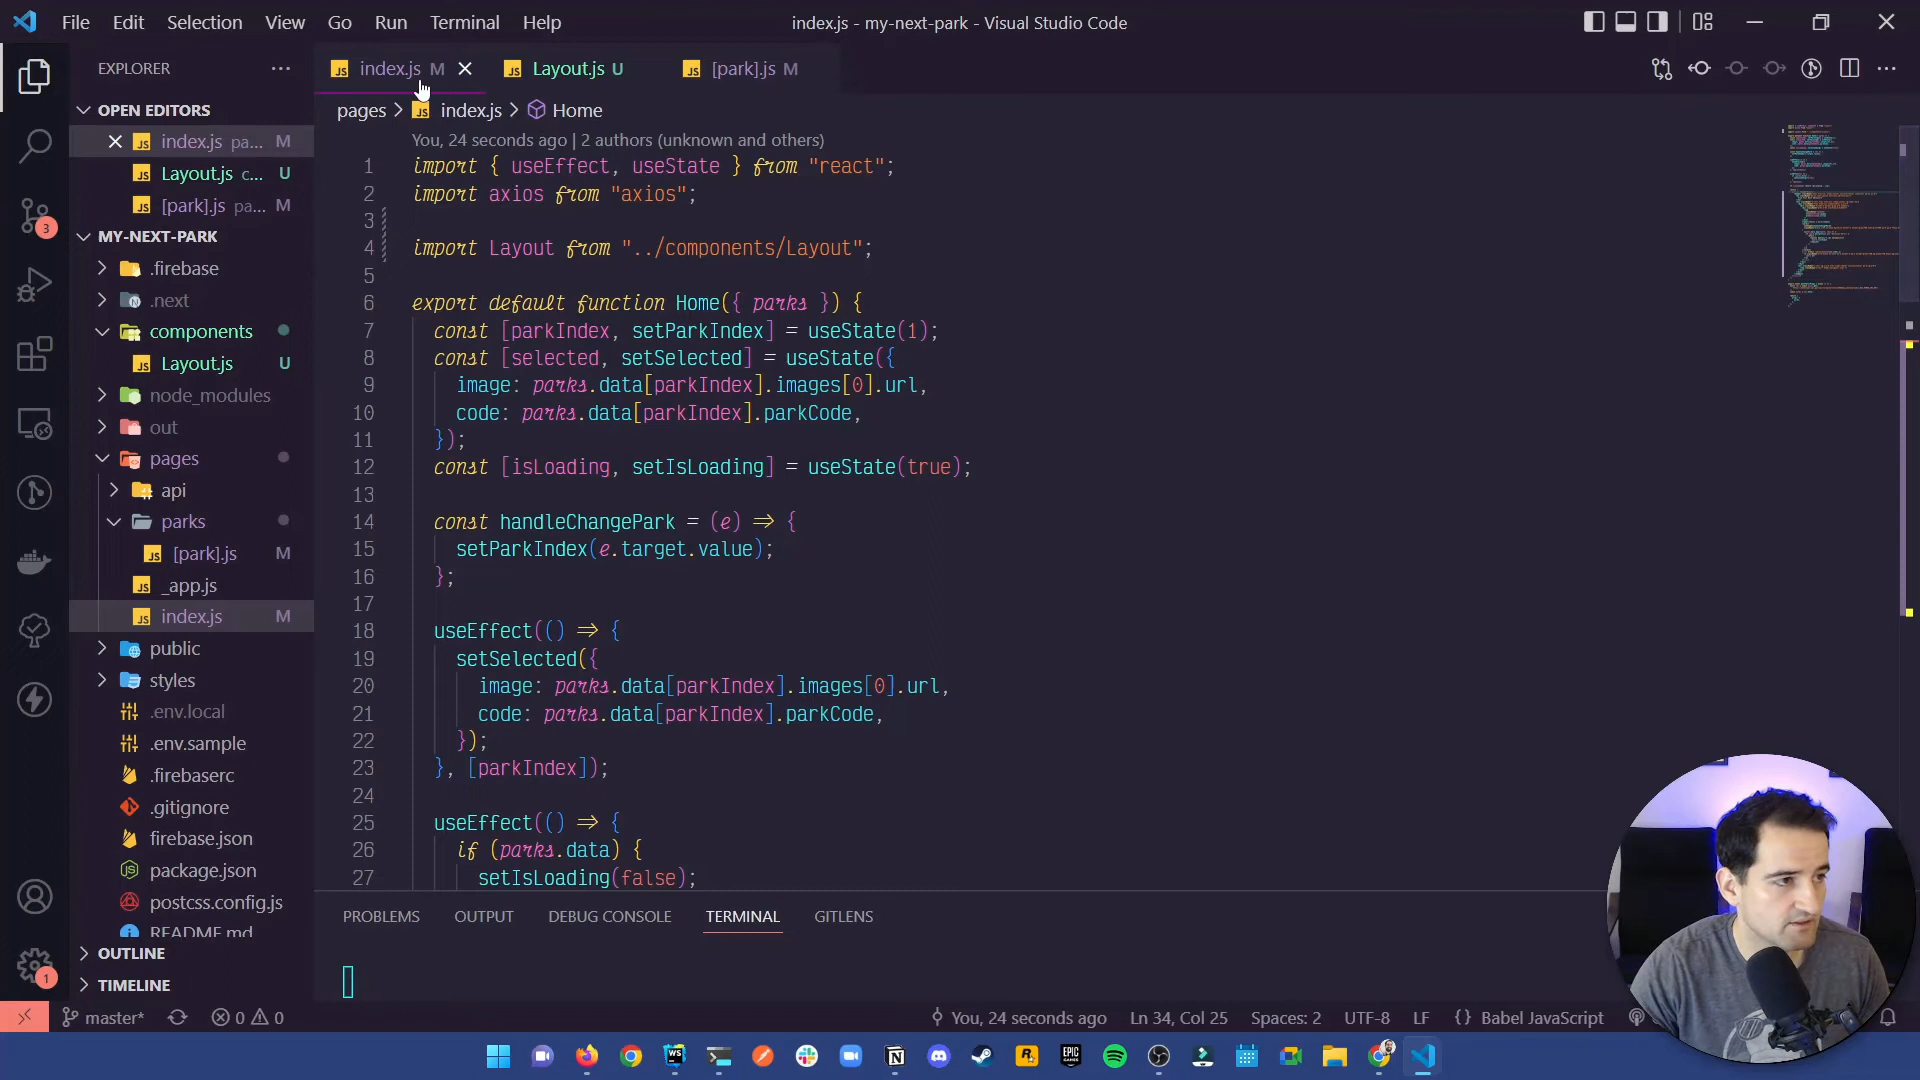 File Edit Selection View Go Run Terminal Help
index.js - my-next-park - Visual Studio Code
EXPLORER
OPEN EDITORS
index.js pa... M
Layout.js c... U
[park].js pa... M
MY-NEXT-PARK
.firebase
.next
components
Layout.js U
node_modules
out
pages
api
parks
[park].js M
_app.js
index.js M
public
styles
.env.local
.env.sample
.firebaserc
.gitignore
firebase.json
package.json
postcss.config.js
README.md
OUTLINE
TIMELINE
3
1
index.js M
Layout.js U
[park].js M
pages > index.js > Home
You, 24 seconds ago | 2 authors (unknown and others)
1 import { useEffect, useState } from "react";
2 import axios from "axios";
3
4 import Layout from "../components/Layout";
5
6 export default function Home({ parks }) {
7 const [parkIndex, setParkIndex] = useState(1);
8 const [selected, setSelected] = useState({
9 image: parks.data[parkIndex].images[0].url,
10 code: parks.data[parkIndex].parkCode,
11 });
12 const [isLoading, setIsLoading] = useState(true);
13
14 const handleChangePark = (e) => {
15 setParkIndex(e.target.value);
16 };
17
18 useEffect(() => {
19 setSelected({
20 image: parks.data[parkIndex].images[0].url,
21 code: parks.data[parkIndex].parkCode,
22 });
23 }, [parkIndex]);
24
25 useEffect(() => {
26 if (parks.data) {
27 setIsLoading(false);
PROBLEMS OUTPUT DEBUG CONSOLE TERMINAL GITLENS
master* 0 0
You, 24 seconds ago Ln 34, Col 25 Spaces: 2 UTF-8 LF {} Babel JavaScript
WS
EPIC GAMES